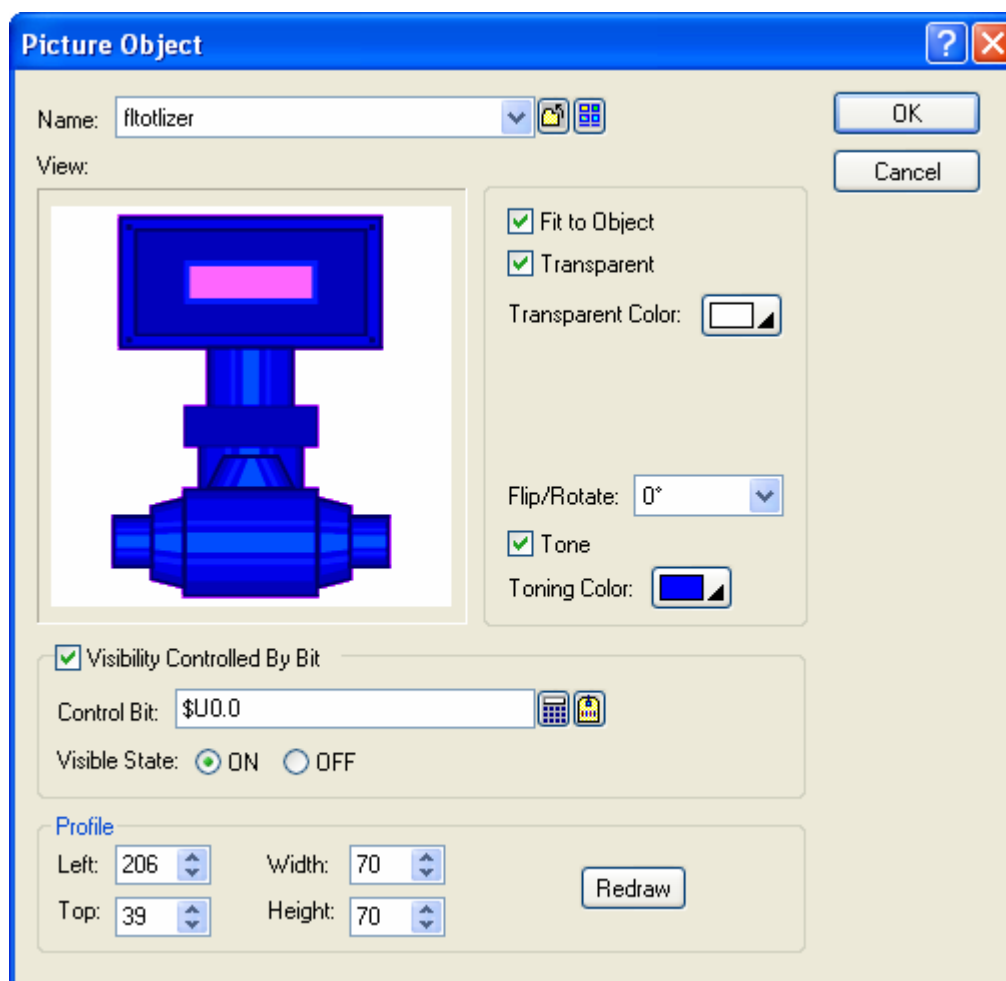 Picture Object
Name: fltotlizer
OK
View:
Cancel
Fit to Object
Transparent
Transparent Color:
Flip/Rotate: 0°
Tone
Toning Color:
Visibility Controlled By Bit
Control Bit: $U0.0
Visible State: ON OFF
Profile
Left: 206 Width: 70
Redraw
Top: 39 Height: 70